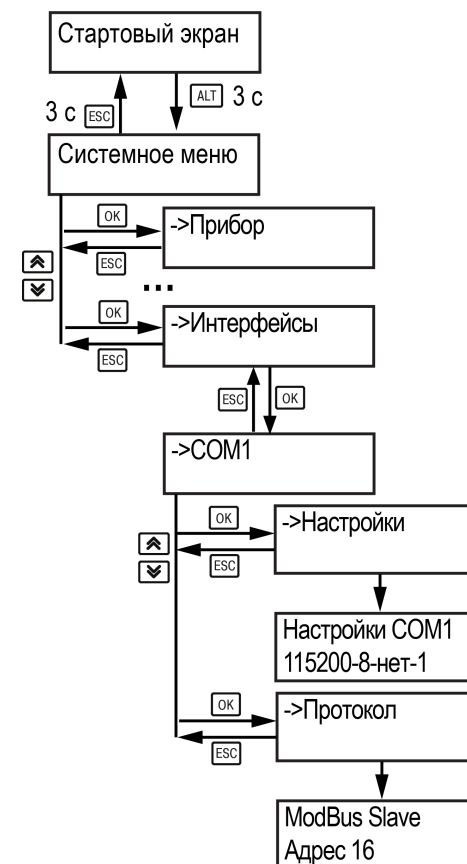 Стартовый экран
ALT 3 с
3 с ESC
Системное меню
OK
->Прибор
ESC
...
OK
->Интерфейсы
ESC
ESC
OK
->COM1
OK
->Настройки
ESC
Настройки COM1
115200-8-нет-1
OK
->Протокол
ESC
ModBus Slave
Адрес 16